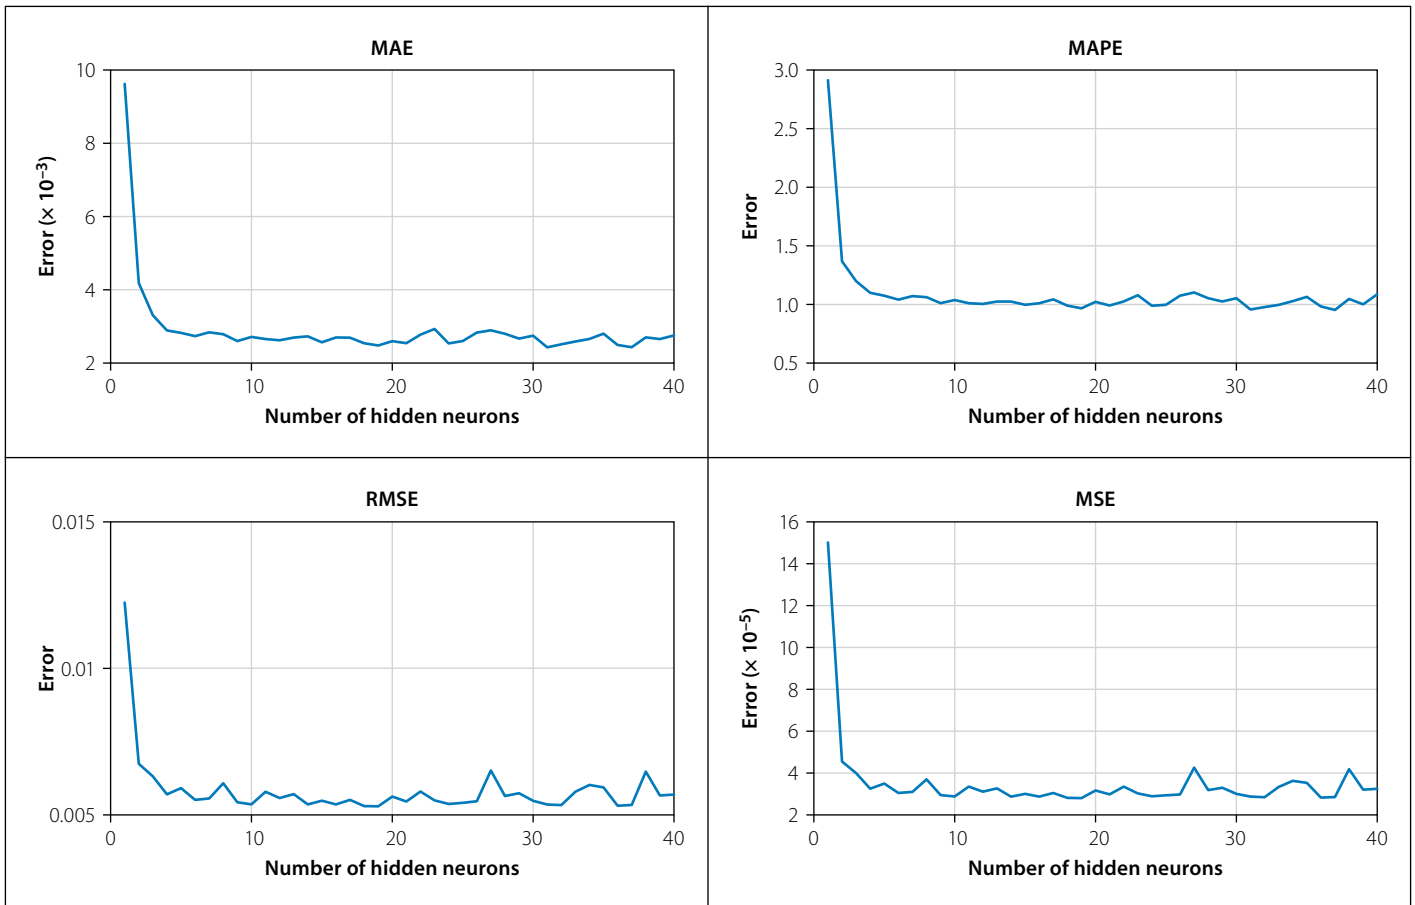 MAE
10
8
6
4
2
Error (× 10⁻³)
0 10 20 30 40
Number of hidden neurons
MAPE
3.0
2.5
2.0
1.5
1.0
0.5
Error
0 10 20 30 40
Number of hidden neurons
RMSE
0.015
0.01
0.005
Error
0 10 20 30 40
Number of hidden neurons
MSE
16
14
12
10
8
6
4
2
Error (× 10⁻⁵)
0 10 20 30 40
Number of hidden neurons